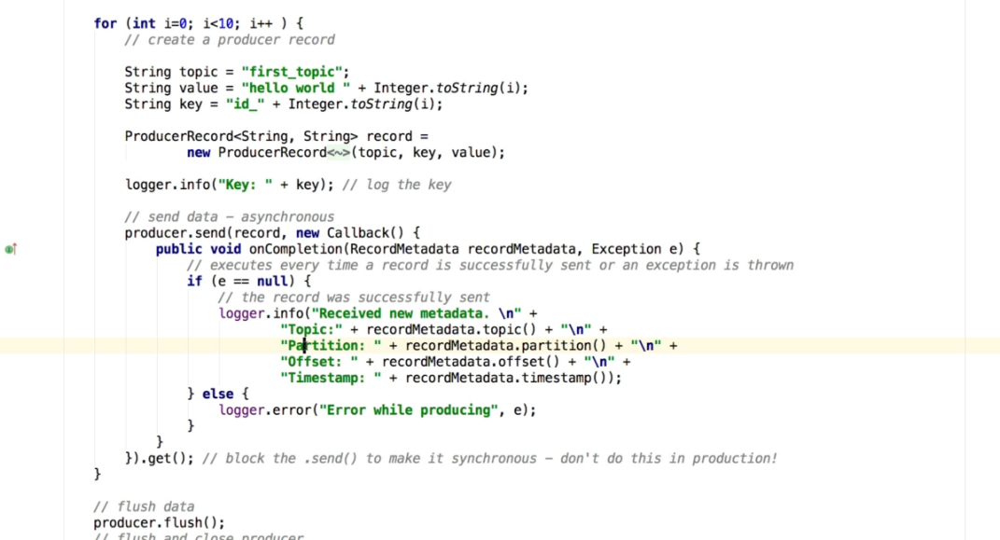 for (int i=0; i<10; i++ ) {
// create a producer record
String topic = "first_topic";
String value = "hello world " + Integer.toString(i);
String key = "id_" + Integer.toString(i);
ProducerRecord<String, String> record =
new ProducerRecord<~>(topic, key, value);
logger.info("Key: " + key); // log the key
// send data – asynchronous
producer.send(record, new Callback() {
public void onCompletion(RecordMetadata recordMetadata, Exception e) {
// executes every time a record is successfully sent or an exception is thrown
if (e == null) {
// the record was successfully sent
logger.info("Received new metadata. \n" +
"Topic:" + recordMetadata.topic() + "\n" +
"Partition: " + recordMetadata.partition() + "\n" +
"Offset: " + recordMetadata.offset() + "\n" +
"Timestamp: " + recordMetadata.timestamp());
} else {
logger.error("Error while producing", e);
}
}
}).get(); // block the .send() to make it synchronous – don't do this in production!
}
// flush data
producer.flush();
// flush and close producer